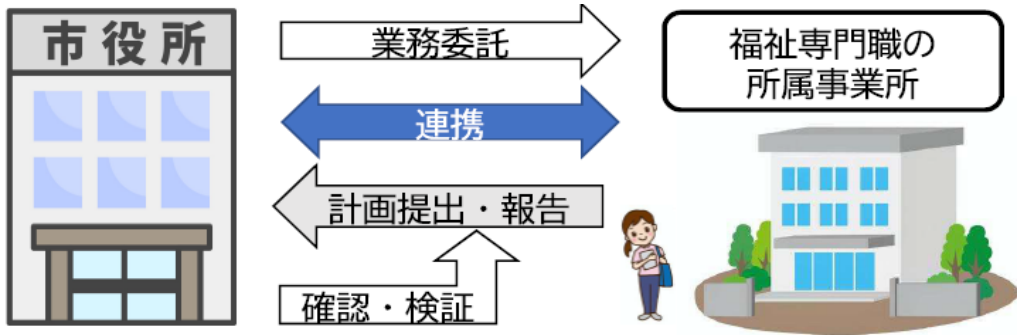 市役所
業務委託
連携
計画提出・報告
確認・検証
福祉専門職の
所属事業所